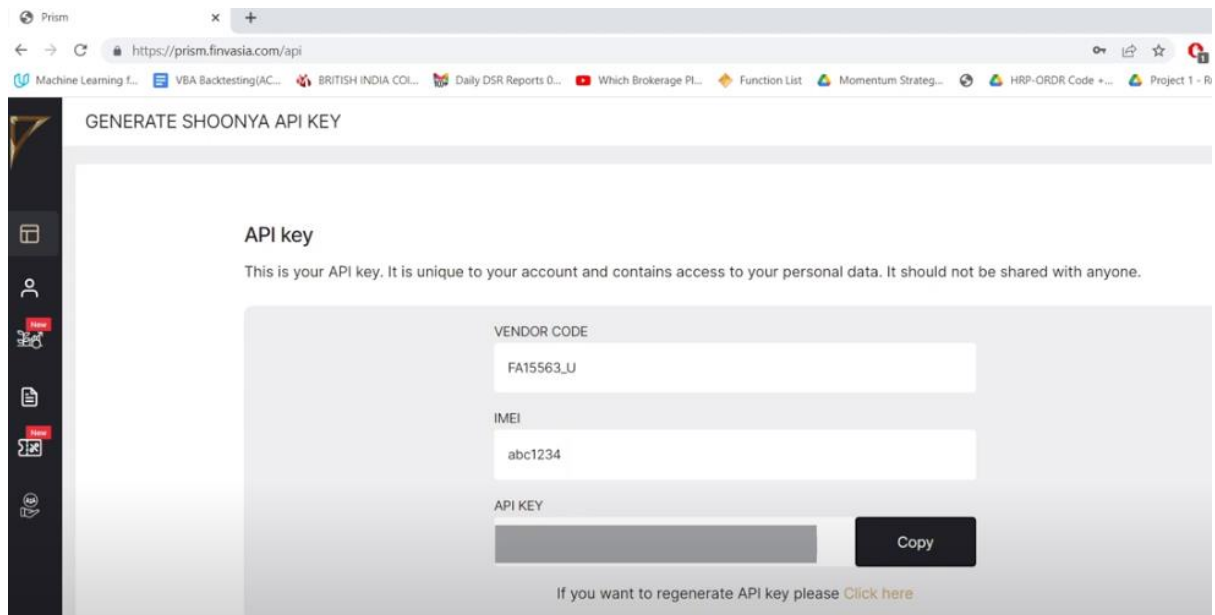 Prism
https://prism.finvasia.com/api
Machine Learning f... VBA Backtesting(AC... BRITISH INDIA COI... Daily DSR Reports 0... Which Brokerage Pl... Function List Momentum Strateg... HRP-ORDR Code +... Project 1 - R
GENERATE SHOONYA API KEY
API key
This is your API key. It is unique to your account and contains access to your personal data. It should not be shared with anyone.
VENDOR CODE
FA15563_U
New
IMEI
New
abc1234
API KEY
Copy
If you want to regenerate API key please Click here